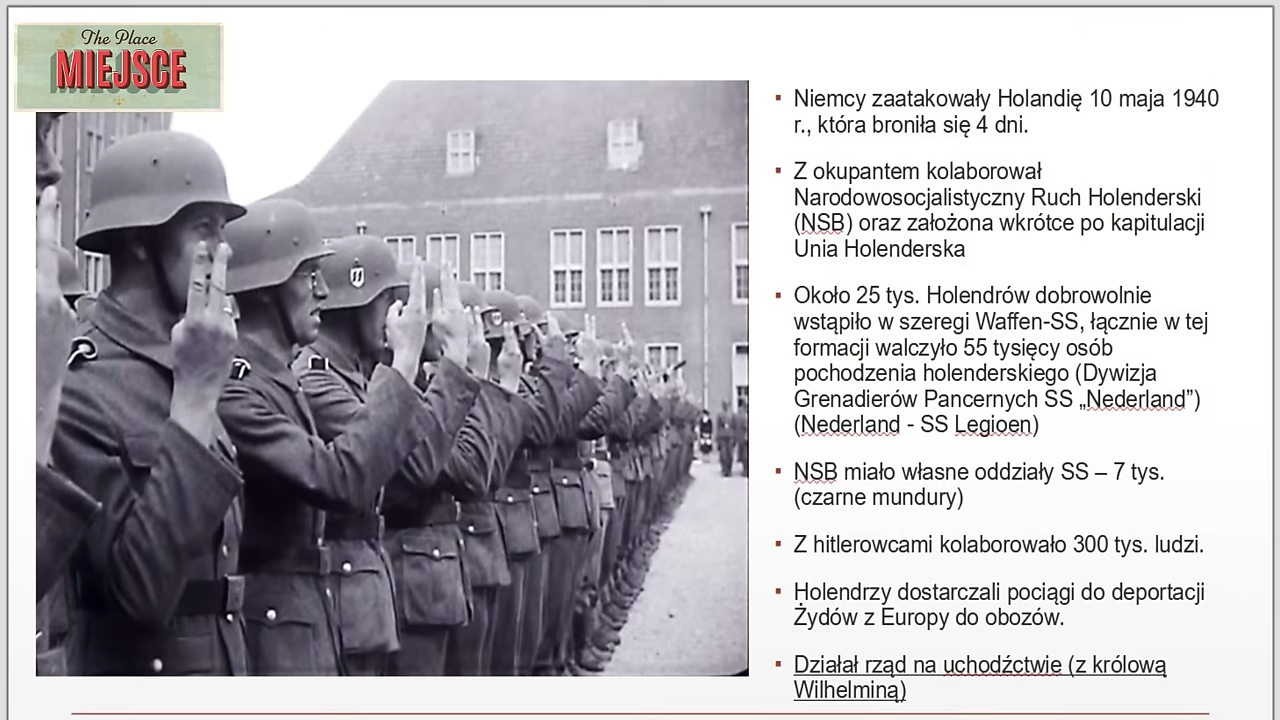 The Place
MIEJSCE
▪ Niemcy zaatakowały Holandię 10 maja 1940
r., która broniła się 4 dni.
▪ Z okupantem kolaborował
Narodowosocjalistyczny Ruch Holenderski
(NSB) oraz założona wkrótce po kapitulacji
Unia Holenderska
▪ Około 25 tys. Holendrów dobrowolnie
wstąpiło w szeregi Waffen-SS, łącznie w tej
formacji walczyło 55 tysięcy osób
pochodzenia holenderskiego (Dywizja
Grenadierów Pancernych SS „Nederland”)
(Nederland - SS Legioen)
▪ NSB miało własne oddziały SS – 7 tys.
(czarne mundury)
▪ Z hitlerowcami kolaborowało 300 tys. ludzi.
▪ Holendrzy dostarczali pociągi do deportacji
Żydów z Europy do obozów.
▪ Działał rząd na uchodźctwie (z królową
Wilhelminą)